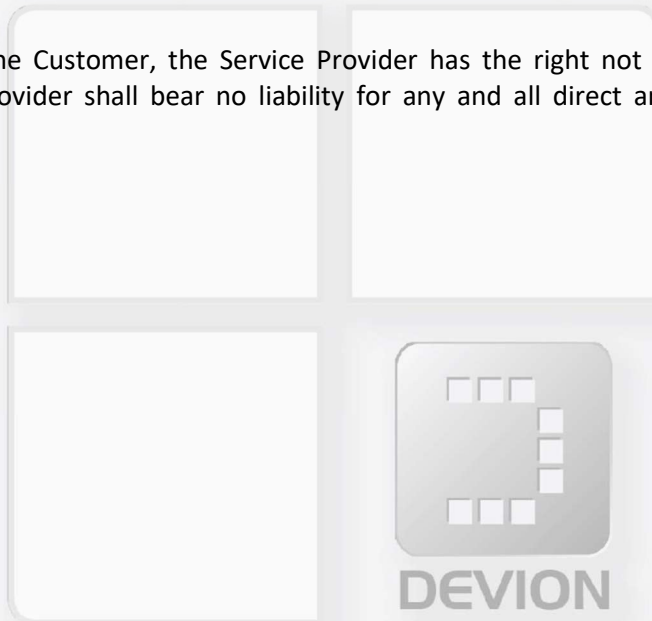 he Customer, the Service Provider has the right not
ovider shall bear no liability for any and all direct
DEVION